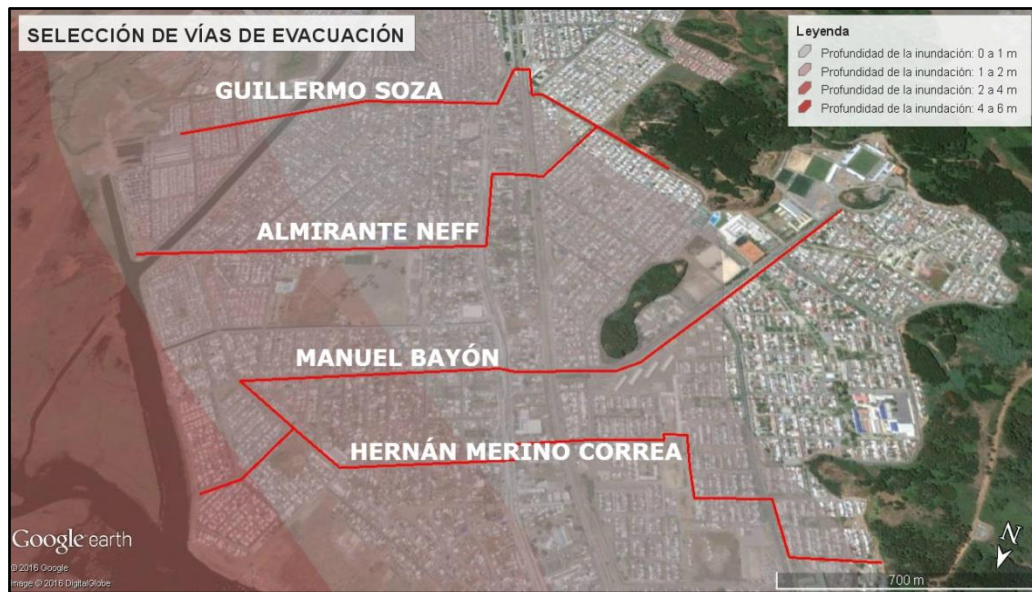 SELECCIÓN DE VÍAS DE EVACUACIÓN
Leyenda
Profundidad de la inundación: 0 a 1 m
Profundidad de la inundación: 1 a 2 m
Profundidad de la inundación: 2 a 4 m
Profundidad de la inundación: 4 a 6 m
GUILLERMO SOZA
ALMIRANTE NEFF
MANUEL BAYÓN
HERNÁN MERINO CORREA
Google earth
© 2016 Google
Image © 2016 DigitalGlobe
N
700 m